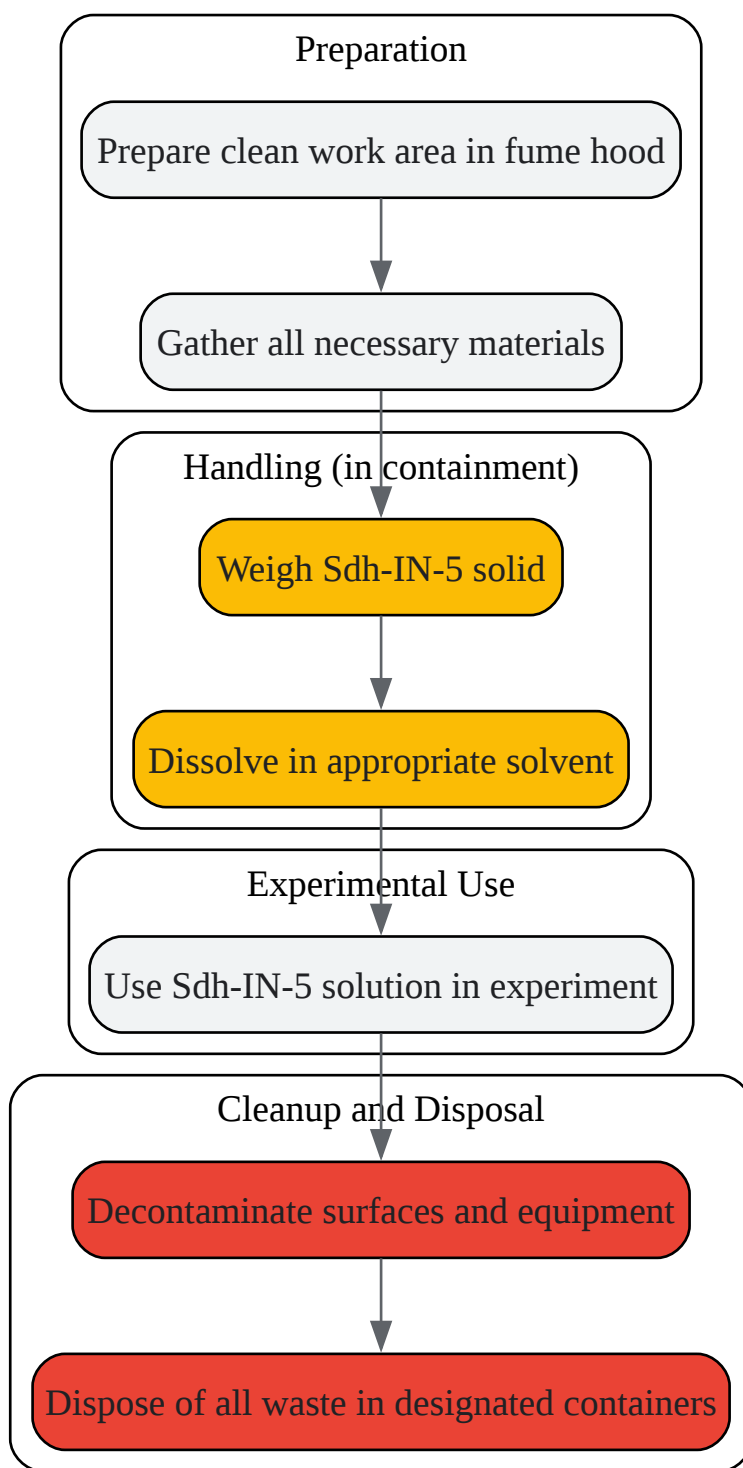 Preparation
Prepare clean work area in fume hood
Gather all necessary materials
Handling (in containment)
Weigh Sdh-IN-5 solid
Dissolve in appropriate solvent
Experimental Use
Use Sdh-IN-5 solution in experiment
Cleanup and Disposal
Decontaminate surfaces and equipment
Dispose of all waste in designated containers